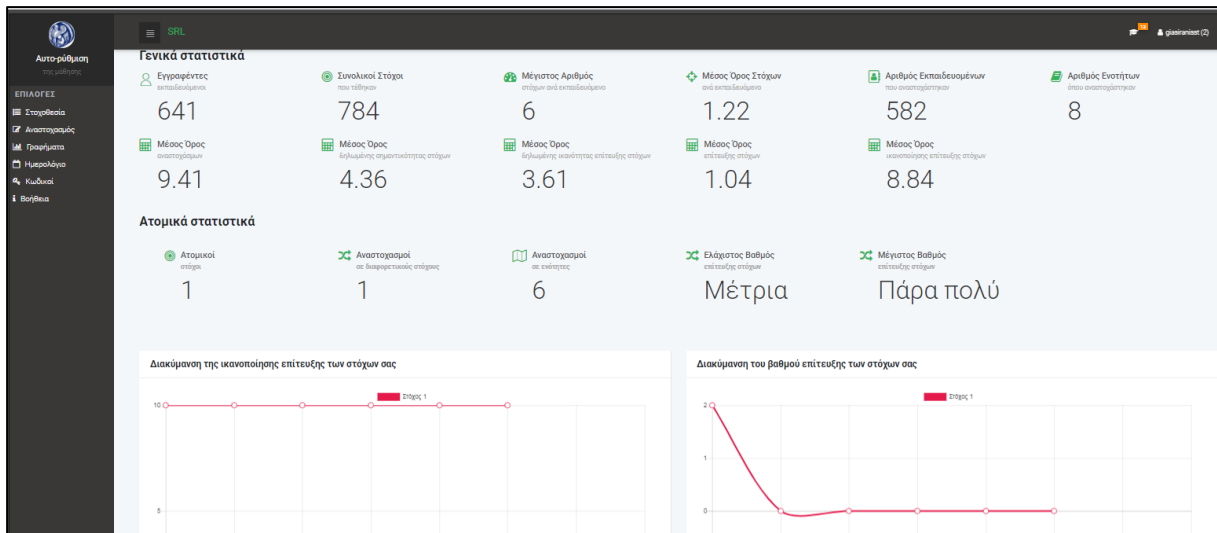 Αυτο-ρύθμιση
της μάθησης
ΕΠΙΛΟΓΕΣ
Στοχοθεσία
Αναστοχασμός
Γραφήματα
Ημερολόγιο
Κωδικοί
Βοήθεια
SRL
14
giasiranisst (2)
Γενικά στατιστικά
Εγγραφέντες
εκπαιδευόμενοι
641
Συνολικοί Στόχοι
που τέθηκαν
784
Μέγιστος Αριθμός
στόχων ανά εκπαιδευόμενο
6
Μέσος Όρος Στόχων
ανά εκπαιδευόμενο
1.22
Αριθμός Εκπαιδευομένων
που αναστοχάστηκαν
582
Αριθμός Ενοτήτων
όπου αναστοχάστηκαν
8
Μέσος Όρος
αναστοχάσμων
9.41
Μέσος Όρος
δηλωμένης σημαντικότητας στόχων
4.36
Μέσος Όρος
δηλωμένης ικανότητας επίτευξης στόχων
3.61
Μέσος Όρος
επίτευξης στόχων
1.04
Μέσος Όρος
ικανοποίησης επίτευξης στόχων
8.84
Ατομικά στατιστικά
Ατομικοί
στόχοι
1
Αναστοχασμοί
σε διαφορετικούς στόχους
1
Αναστοχασμοί
σε ενότητες
6
Ελάχιστος Βαθμός
επίτευξης στόχων
Μέτρια
Μέγιστος Βαθμός
επίτευξης στόχων
Πάρα πολύ
Διακύμανση της ικανοποίησης επίτευξης των στόχων σας
Στόχος 1
10
5
Διακύμανση του βαθμού επίτευξης των στόχων σας
Στόχος 1
2
1
0